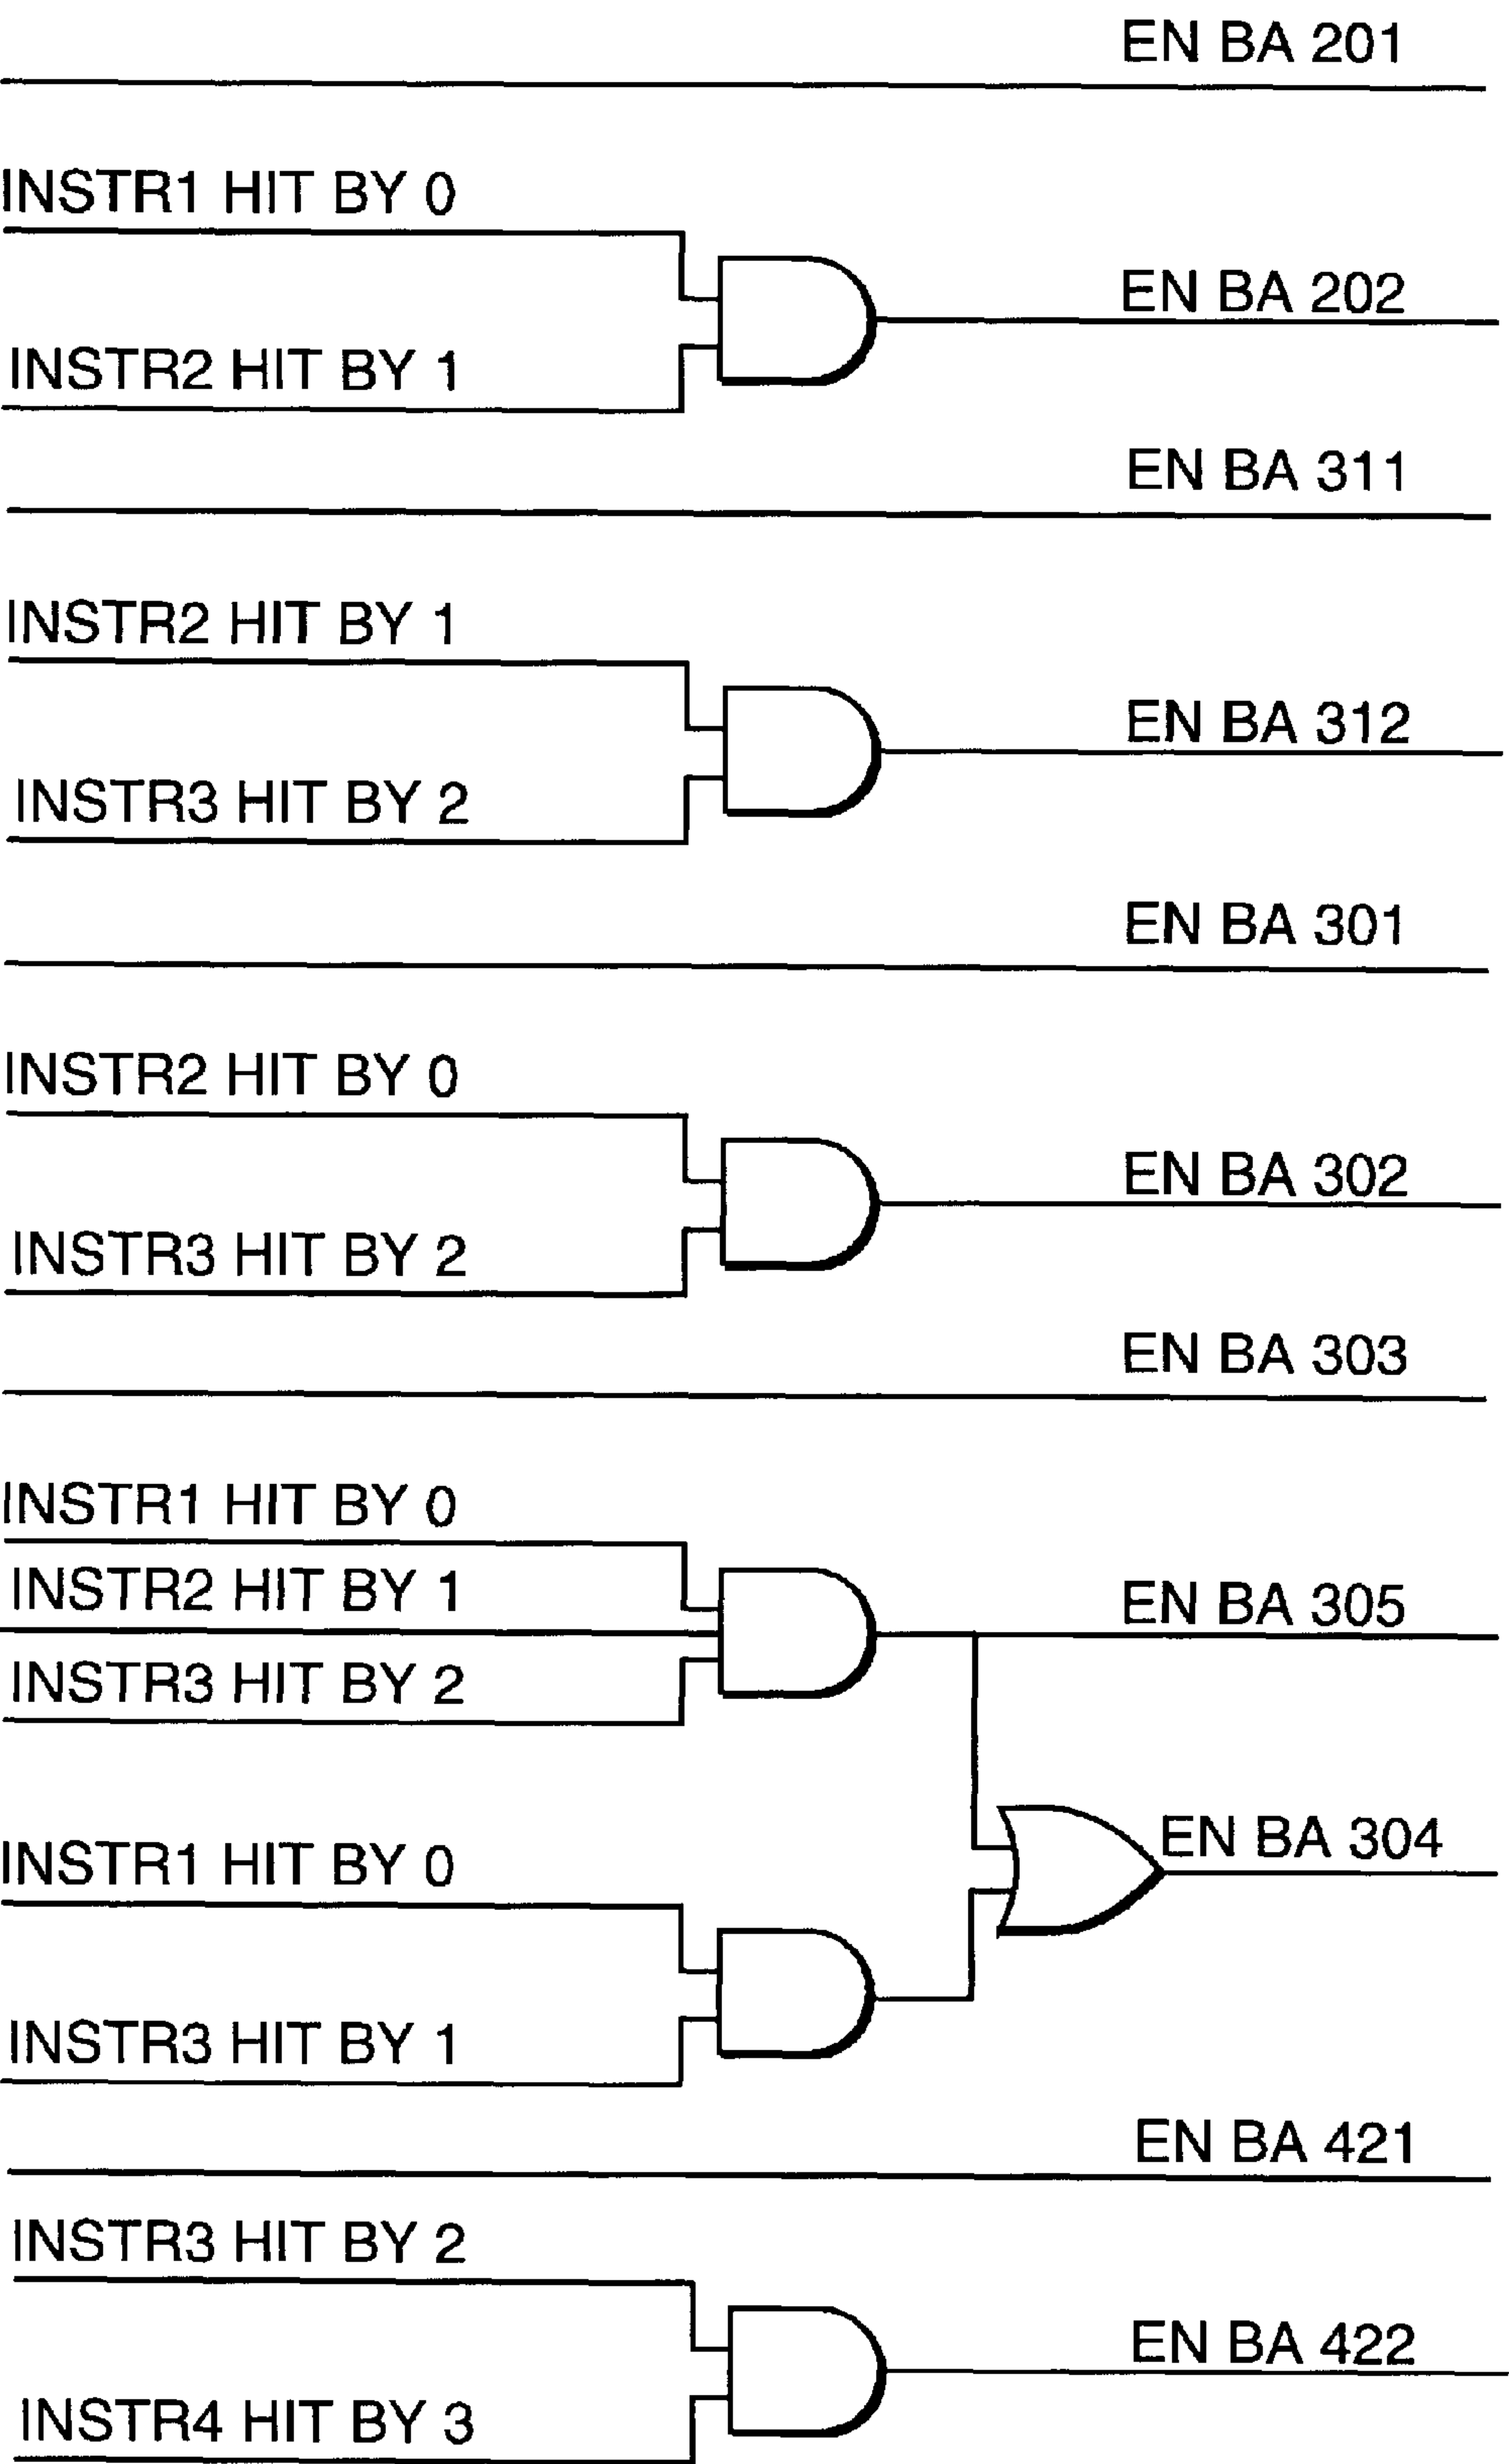 EN BA 201
INSTR1 HIT BY 0
EN BA 202
INSTR2 HIT BY 1
EN BA 311
INSTR2 HIT BY 1
EN BA 312
INSTR3 HIT BY 2
EN BA 301
INSTR2 HIT BY 0
EN BA 302
INSTR3 HIT BY 2
EN BA 303
INSTR1 HIT BY 0
INSTR2 HIT BY 1
EN BA 305
INSTR3 HIT BY 2
EN BA 304
INSTR1 HIT BY 0
INSTR3 HIT BY 1
EN BA 421
INSTR3 HIT BY 2
EN BA 422
INSTR4 HIT BY 3